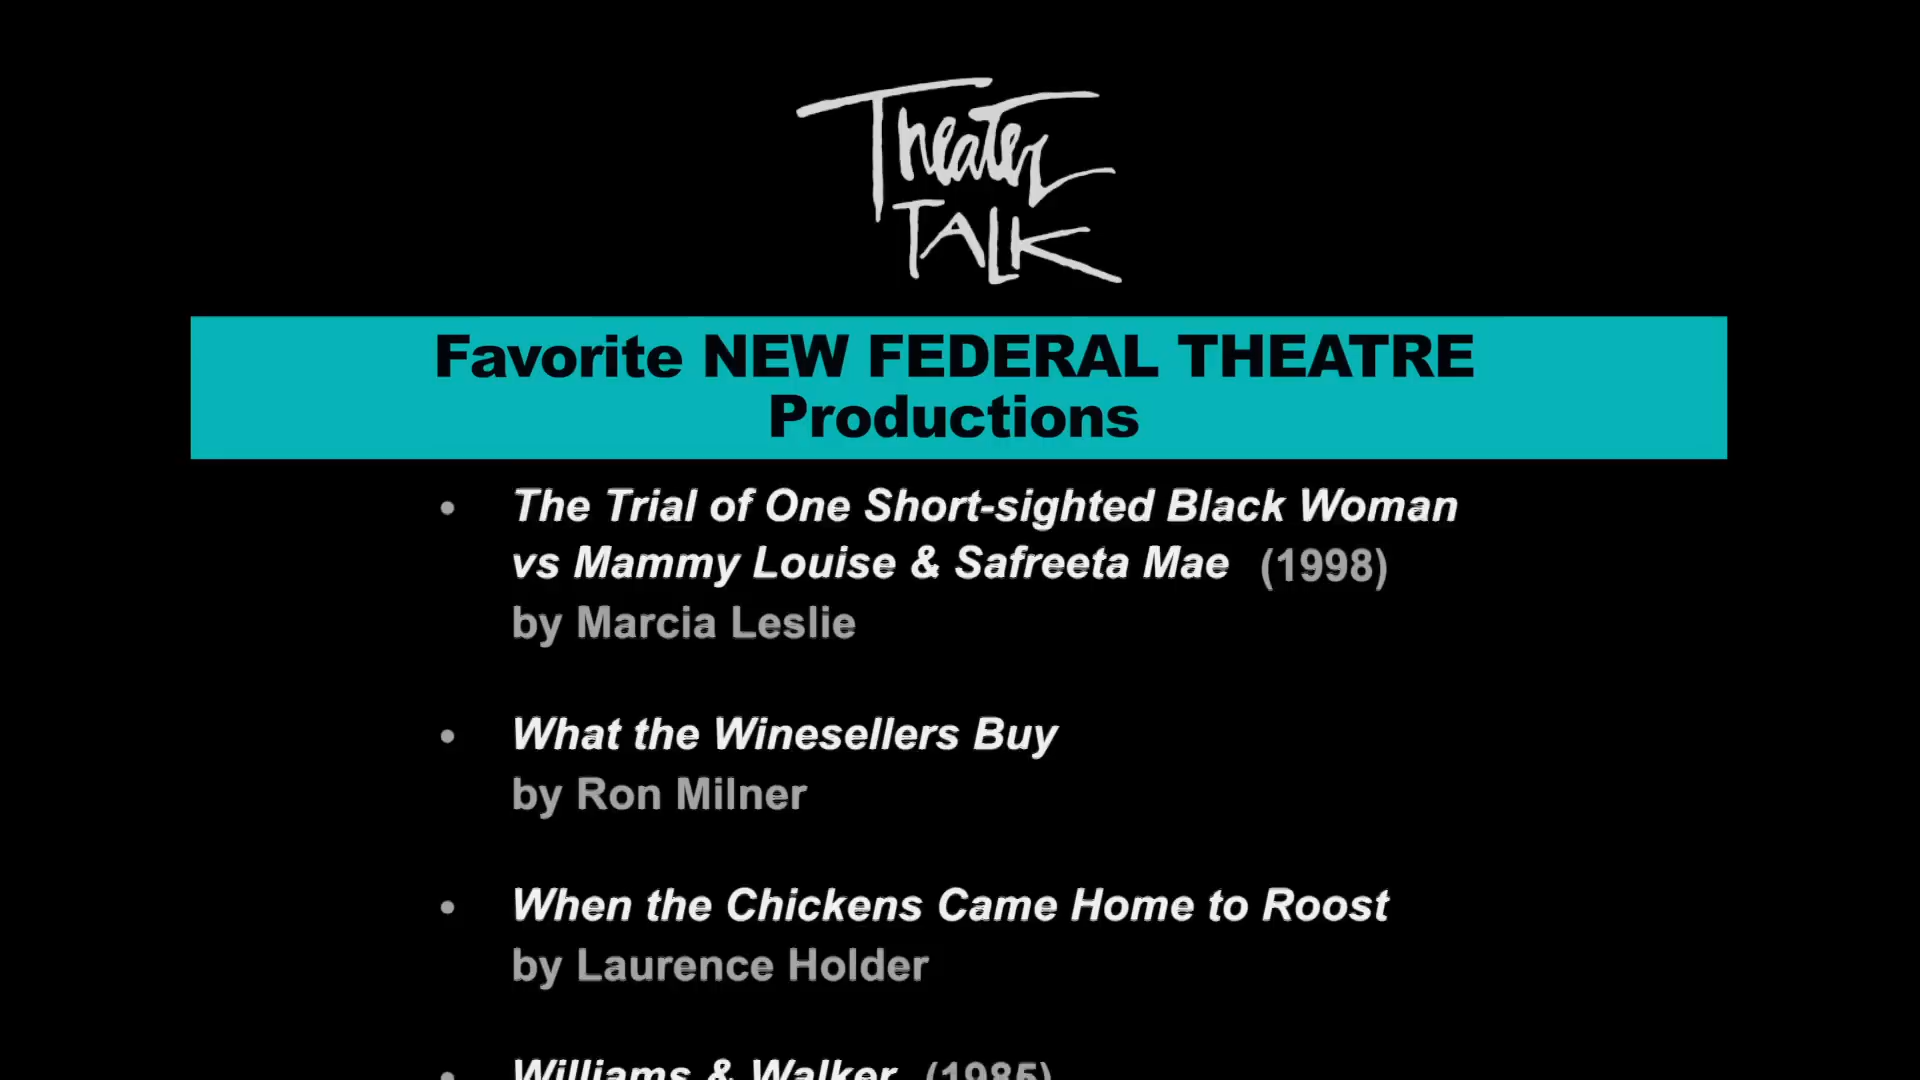 Theater
TALK
Favorite NEW FEDERAL THEATRE
Productions
• The Trial of One Short-sighted Black Woman
vs Mammy Louise & Safreeta Mae (1998)
by Marcia Leslie
• What the Winesellers Buy
by Ron Milner
• When the Chickens Came Home to Roost
by Laurence Holder
• Williams & Walker (1985)